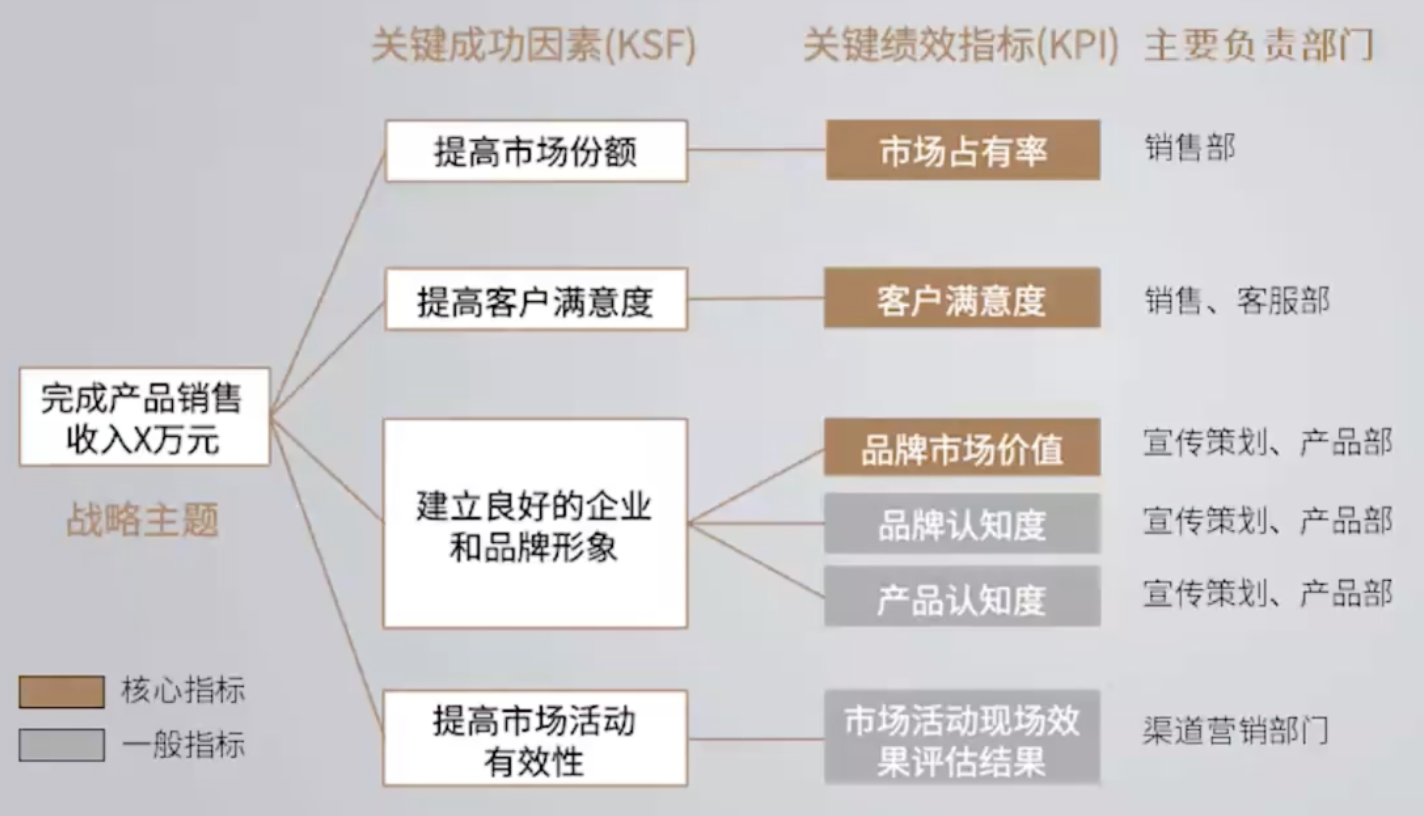 关键成功因素(KSF) 关键绩效指标(KPI) 主要负责部门
提高市场份额 市场占有率 销售部
提高客户满意度 客户满意度 销售、客服部
完成产品销售
收入X万元
战略主题
建立良好的企业
和品牌形象
品牌市场价值 宣传策划、产品部
品牌认知度 宣传策划、产品部
产品认知度 宣传策划、产品部
提高市场活动
有效性
市场活动现场效
果评估结果
渠道营销部门
核心指标
一般指标